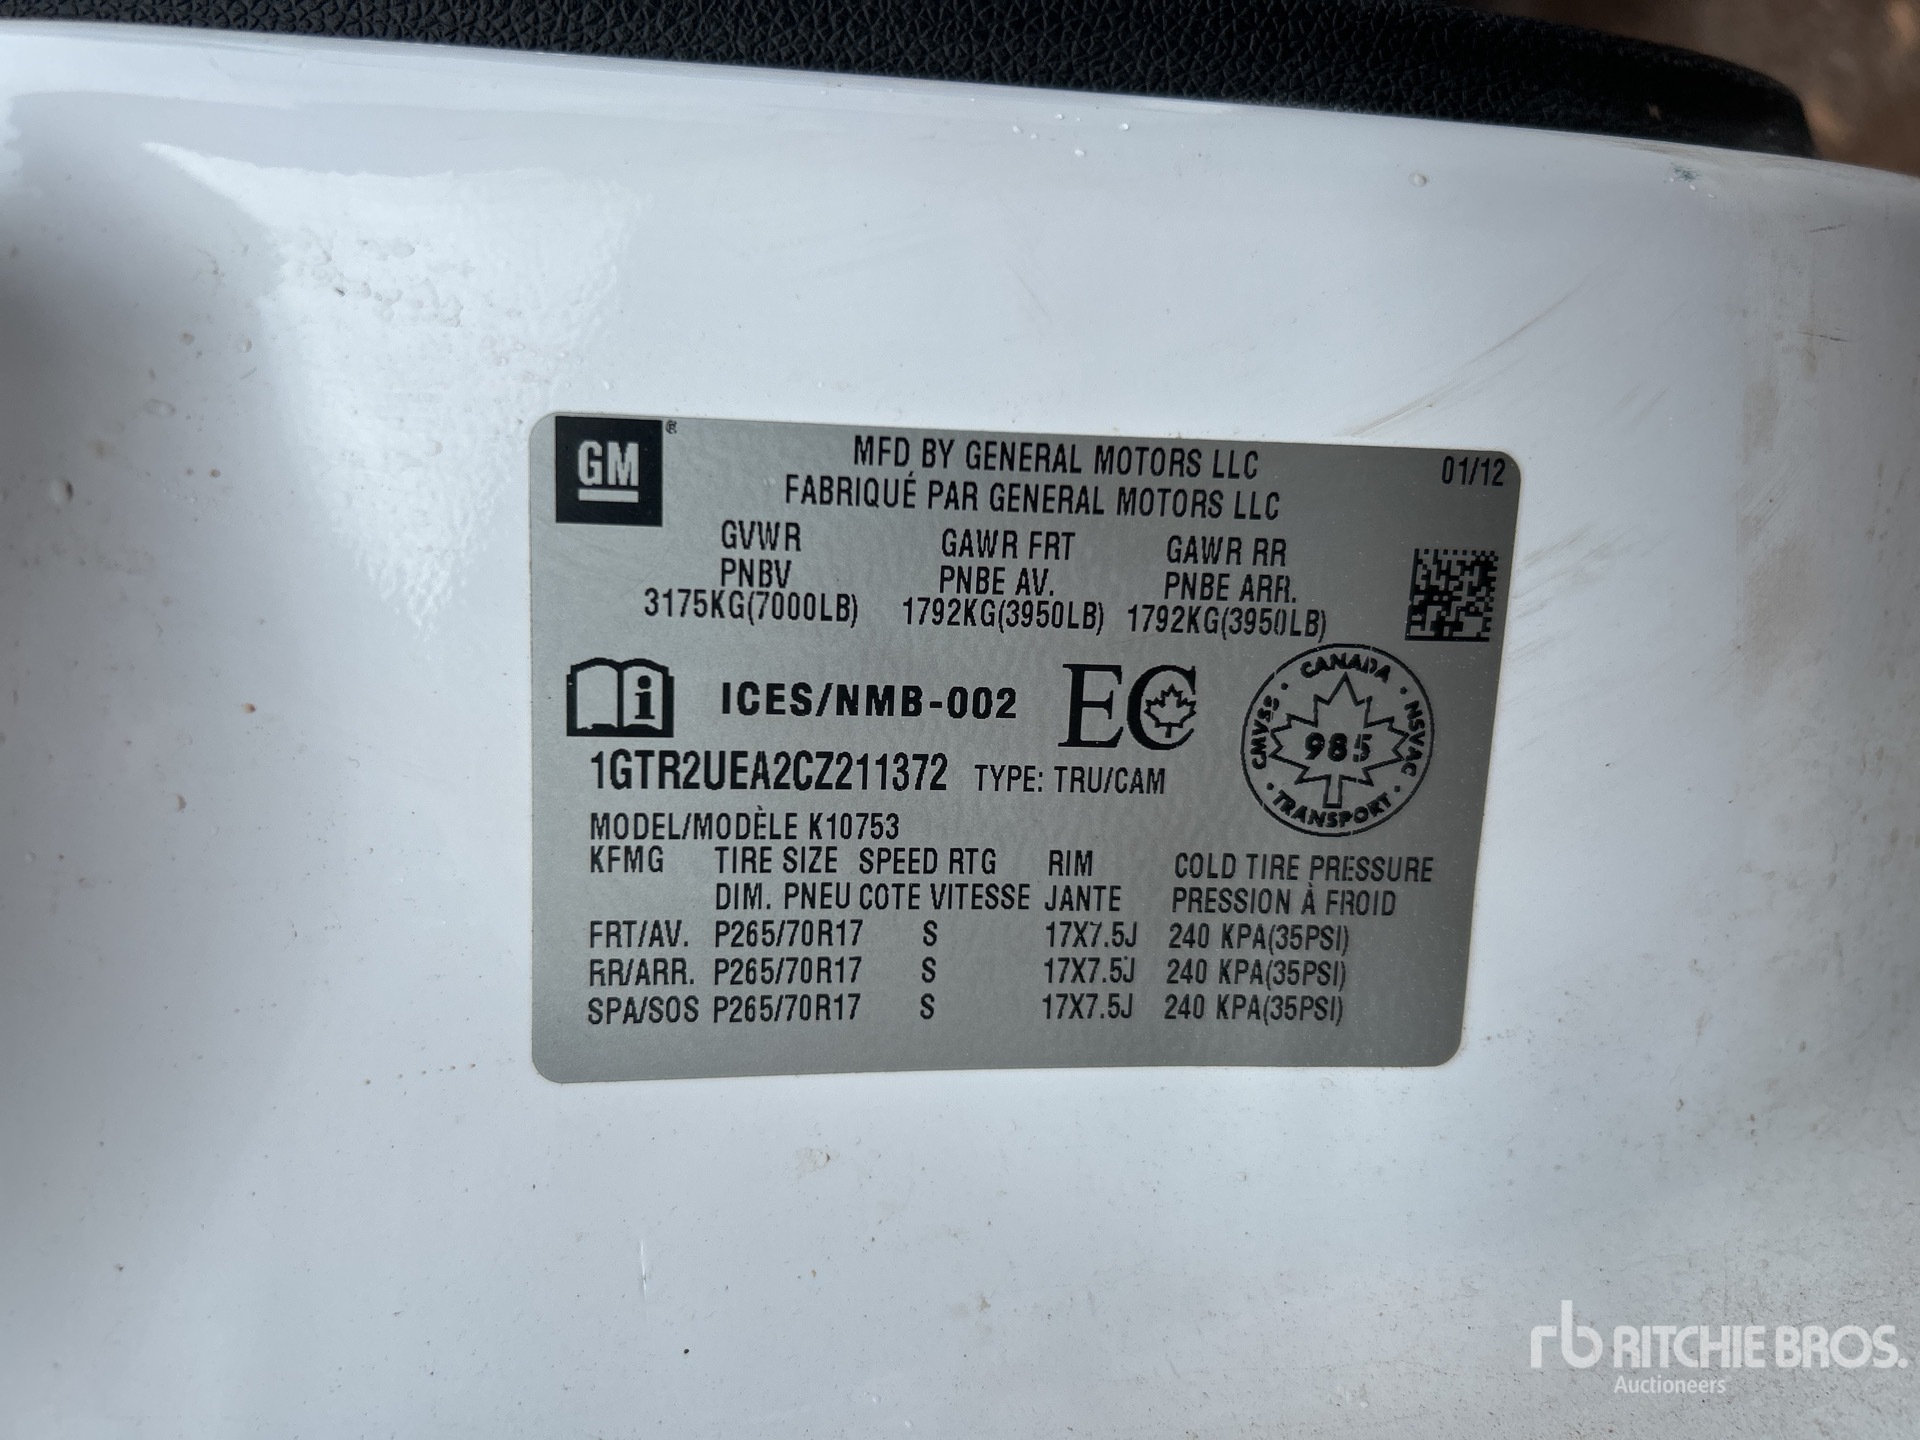 GM ®
MFD BY GENERAL MOTORS LLC 01/12
FABRIQUÉ PAR GENERAL MOTORS LLC
GVWR GAWR FRT GAWR RR
PNBV PNBE AV. PNBE ARR.
3175KG(7000LB) 1792KG(3950LB) 1792KG(3950LB)
ICES/NMB-002 EC
CANADA
CMVSS 985 NSVAC
TRANSPORT
1GTR2UEA2CZ211372 TYPE: TRU/CAM
MODEL/MODÈLE K10753
KFMG TIRE SIZE SPEED RTG RIM COLD TIRE PRESSURE
DIM. PNEU COTE VITESSE JANTE PRESSION À FROID
FRT/AV. P265/70R17 S 17X7.5J 240 KPA(35PSI)
RR/ARR. P265/70R17 S 17X7.5J 240 KPA(35PSI)
SPA/SOS P265/70R17 S 17X7.5J 240 KPA(35PSI)
rb RITCHIE BROS.
Auctioneers